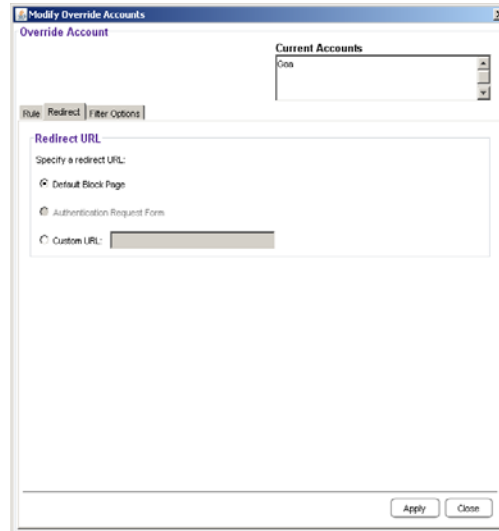 Modify Override Accounts
Override Account
Current Accounts
Rule Redirect Filter Options
Redirect URL
Specify a redirect URL:
Default Block Page
Authentication Request Form
Custom URL:
Apply Close